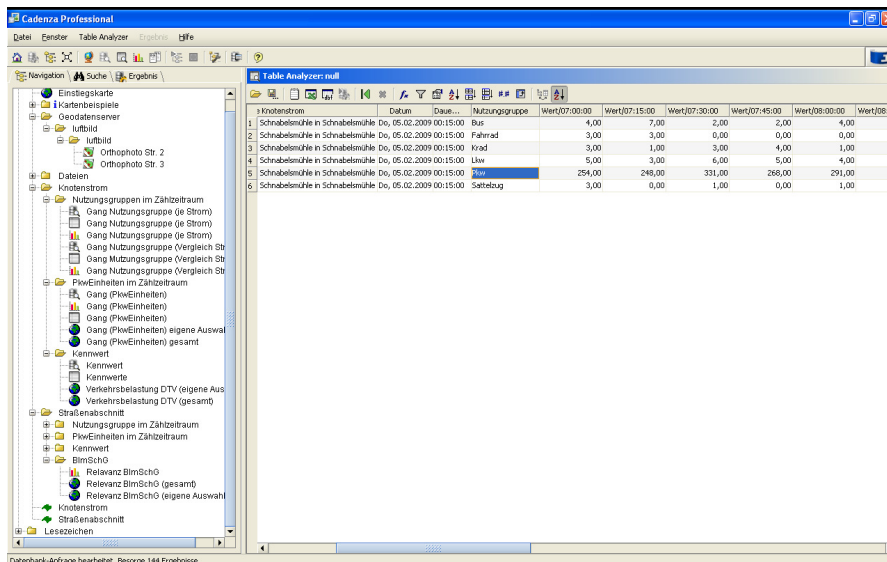 Cadenza Professional
Datei Fenster Table Analyzer Ergebnis Hilfe
Navigation Suche Ergebnis
Einstiegskarte
Kartenbeispiele
Geodatenserver
luftbild
luftbild
Orthophoto Str. 2
Orthophoto Str. 3
Dateien
Knotenstrom
Nutzungsgruppen im Zählzeitraum
Gang Nutzungsgruppe (je Strom)
Gang Nutzungsgruppe (je Strom)
Gang Nutzungsgruppe (je Strom)
Gang Nutzungsgruppe (Vergleich Str
Gang Mutzungsgruppe (Vergleich Str
Gang Nutzungsgruppe (Vergleich Str
PkwEinheiten im Zählzeitraum
Gang (PkwEinheiten)
Gang (PkwEinheiten)
Gang (PkwEinheiten)
Gang (PkwEinheiten) eigene Auswal
Gang (PkwEinheiten) gesamt
Kennwert
Kennwert
Kennwerte
Verkehrsbelastung DTV (eigene Aus
Verkehrsbelastung DTV (gesamt)
Straßenabschnitt
Nutzungsgruppe im Zählzeitraum
PkwEinheiten im Zählzeitraum
Kennwert
BImSchG
Relavanz BImSchG
Relevanz BImSchG (gesamt)
Relevanz BImSchG (eigene Auswahl
Knotenstrom
Straßenabschnitt
Lesezeichen
Table Analyzer: null
Knotenstrom Datum Daue... Nutzungsgruppe Wert/07:00:00 Wert/07:15:00 Wert/07:30:00 Wert/07:45:00 Wert/08:00:00 Wert/08
1 Schnabelsmühle in Schnabelsmühle Do, 05.02.2009 00:15:00 Bus 4,00 7,00 2,00 2,00 4,00
2 Schnabelsmühle in Schnabelsmühle Do, 05.02.2009 00:15:00 Fahrrad 3,00 3,00 0,00 0,00 0,00
3 Schnabelsmühle in Schnabelsmühle Do, 05.02.2009 00:15:00 Krad 3,00 1,00 3,00 4,00 1,00
4 Schnabelsmühle in Schnabelsmühle Do, 05.02.2009 00:15:00 Lkw 5,00 3,00 6,00 5,00 4,00
5 Schnabelsmühle in Schnabelsmühle Do, 05.02.2009 00:15:00 Pkw 254,00 248,00 331,00 268,00 291,00
6 Schnabelsmühle in Schnabelsmühle Do, 05.02.2009 00:15:00 Sattelzug 3,00 0,00 1,00 0,00 1,00
Datenbank-Anfrage bearbeitet. Besorge 144 Ergebnisse